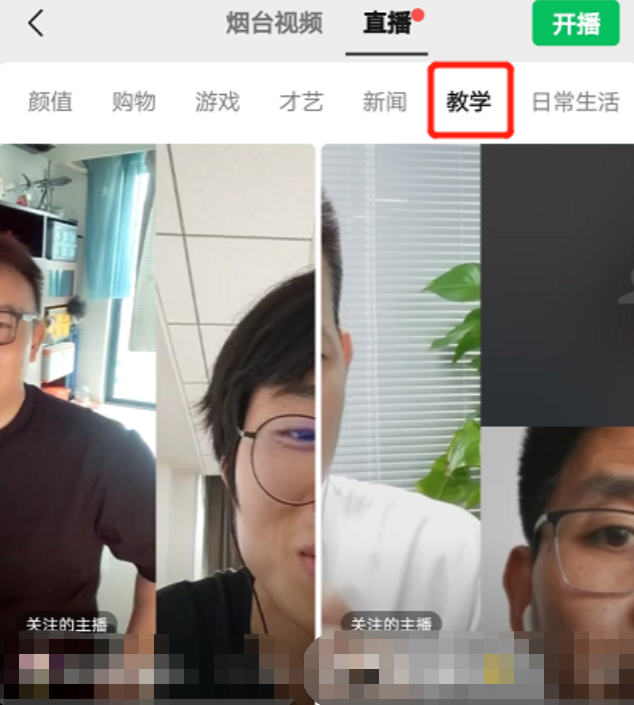 烟台视频 直播 开播
颜值 购物 游戏 才艺 新闻 教学 日常生活
关注的主播 关注的主播